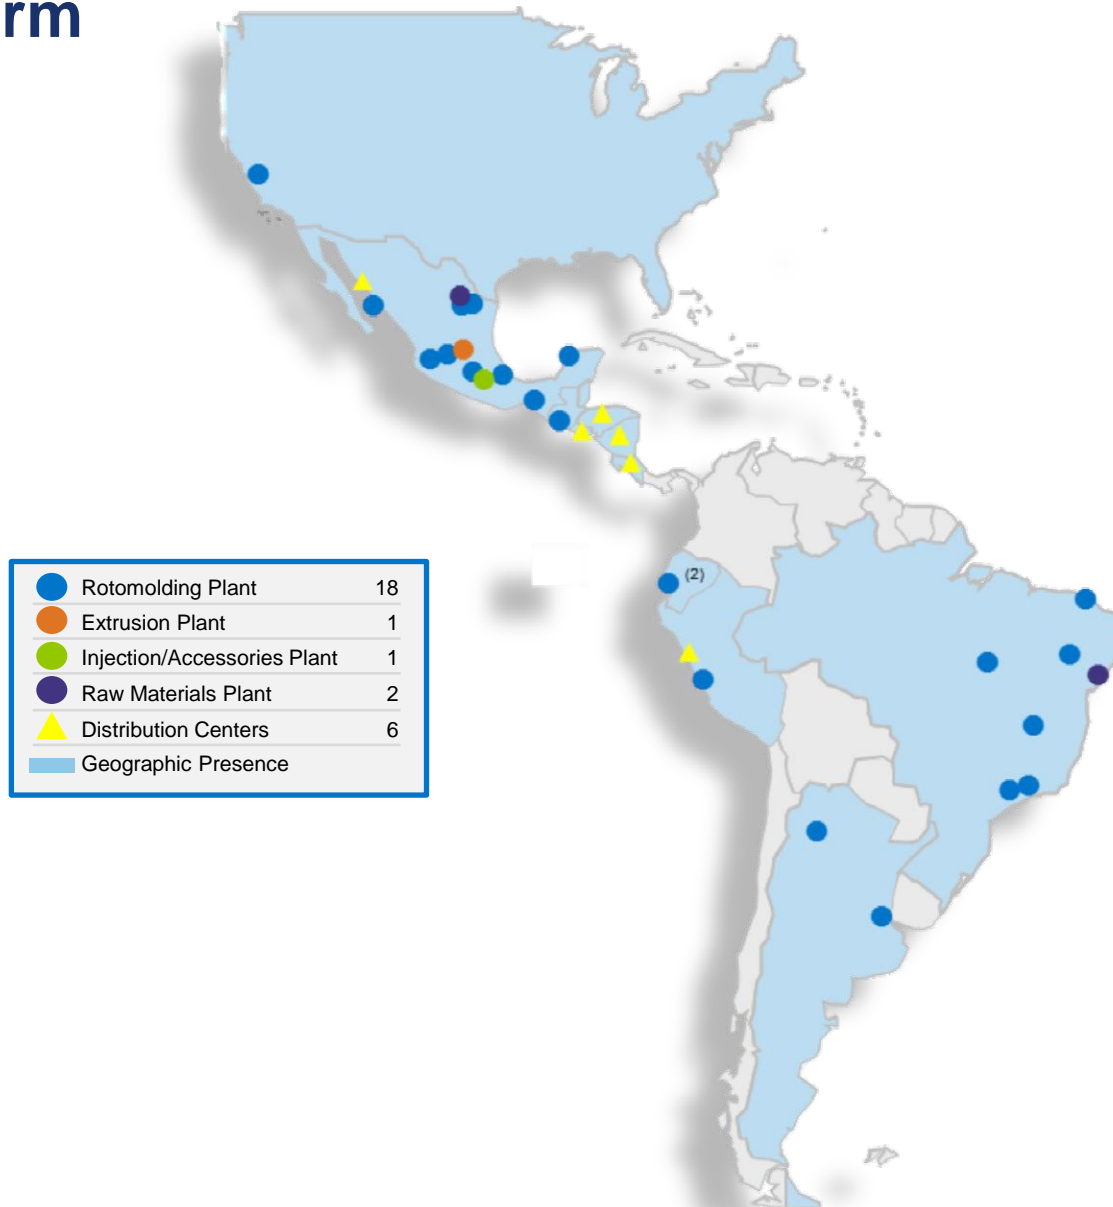 rm
Rotomolding Plant 18
Extrusion Plant 1
Injection/Accessories Plant 1
Raw Materials Plant 2
Distribution Centers 6
Geographic Presence
(2)